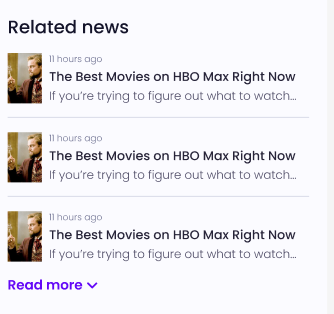 Related news
11 hours ago
The Best Movies on HBO Max Right Now
If you’re trying to figure out what to watch...
11 hours ago
The Best Movies on HBO Max Right Now
If you’re trying to figure out what to watch...
11 hours ago
The Best Movies on HBO Max Right Now
If you’re trying to figure out what to watch...
Read more